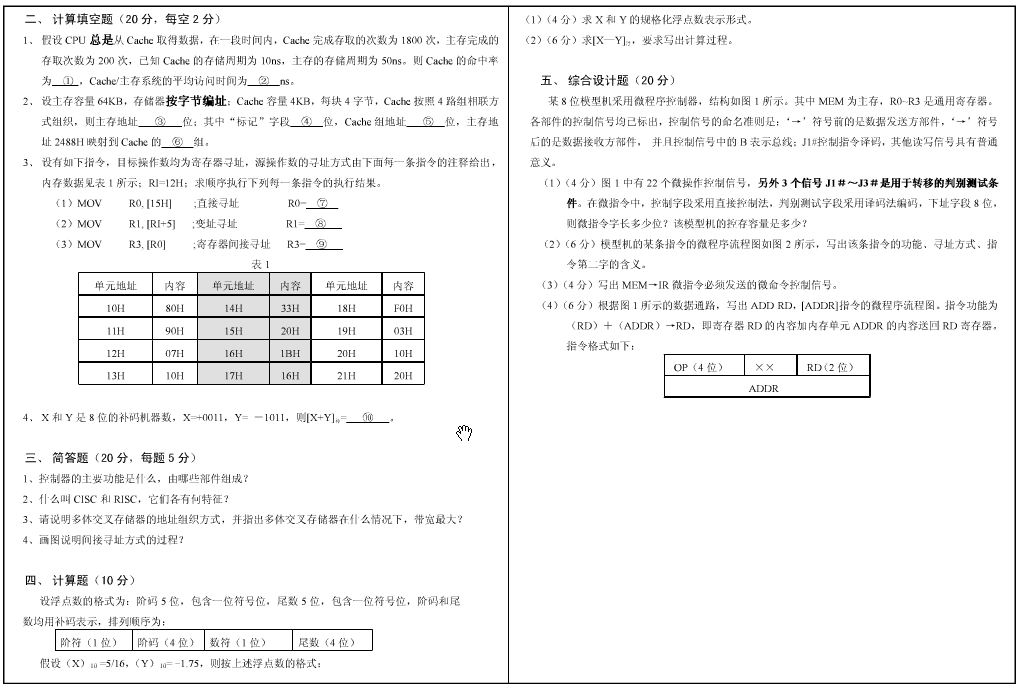 二、 计算填空题（20 分，每空 2 分）
1、 假设 CPU 总是从 Cache 取得数据，在一段时间内，Cache 完成存取的次数为 1800 次，主存完成的
存取次数为 200 次，已知 Cache 的存储周期为 10ns，主存的存储周期为 50ns。则 Cache 的命中率
为 ① ，Cache/主存系统的平均访问时间为 ② ns。
2、 设主存容量 64KB，存储器按字节编址；Cache 容量 4KB，每块 4 字节，Cache 按照 4 路组相联方
式组织，则主存地址 ③ 位；其中“标记”字段 ④ 位，Cache 组地址 ⑤ 位，主存地
址 2488H 映射到 Cache 的 ⑥ 组。
3、 设有如下指令，目标操作数均为寄存器寻址，源操作数的寻址方式由下面每一条指令的注释给出，
内存数据见表 1 所示；RI=12H；求顺序执行下列每一条指令的执行结果。
（1）MOV R0, [15H] ;直接寻址 R0= ⑦
（2）MOV R1, [RI+5] ;变址寻址 R1= ⑧
（3）MOV R3, [R0] ;寄存器间接寻址 R3= ⑨
表 1
单元地址 内容 单元地址 内容 单元地址 内容
10H 80H 14H 33H 18H F0H
11H 90H 15H 20H 19H 03H
12H 07H 16H 1BH 20H 10H
13H 10H 17H 16H 21H 20H
4、 X 和 Y 是 8 位的补码机器数，X=+0011，Y= －1011，则[X+Y]补= ⑩ 。
三、 简答题（20 分，每题 5 分）
1、控制器的主要功能是什么，由哪些部件组成？
2、什么叫 CISC 和 RISC，它们各有何特征？
3、请说明多体交叉存储器的地址组织方式，并指出多体交叉存储器在什么情况下，带宽最大？
4、画图说明间接寻址方式的过程？
四、 计算题（10 分）
设浮点数的格式为：阶码 5 位，包含一位符号位，尾数 5 位，包含一位符号位，阶码和尾
数均用补码表示，排列顺序为：
阶符（1 位） 阶码（4 位） 数符（1 位） 尾数（4 位）
假设（X）10 =5/16,（Y）10= −1.75，则按上述浮点数的格式：
（1）（4 分）求 X 和 Y 的规格化浮点数表示形式。
（2）（6 分）求[X—Y]浮，要求写出计算过程。
五、 综合设计题（20 分）
某 8 位模型机采用微程序控制器，结构如图 1 所示。其中 MEM 为主存，R0~R3 是通用寄存器。
各部件的控制信号均已标出，控制信号的命名准则是：‘→’符号前的是数据发送方部件，‘→’符号
后的是数据接收方部件， 并且控制信号中的 B 表示总线；J1#控制指令译码，其他读写信号具有普通
意义。
（1）（4 分）图 1 中有 22 个微操作控制信号，另外 3 个信号 J1＃～J3＃是用于转移的判别测试条
件。在微指令中，控制字段采用直接控制法，判别测试字段采用译码法编码，下址字段 8 位，
则微指令字长多少位？该模型机的控存容量是多少？
（2）（6 分）模型机的某条指令的微程序流程图如图 2 所示，写出该条指令的功能、寻址方式、指
令第二字的含义。
（3）（4 分）写出 MEM→IR 微指令必须发送的微命令控制信号。
（4）（6 分）根据图 1 所示的数据通路，写出 ADD RD，[ADDR]指令的微程序流程图。指令功能为
（RD）＋（ADDR）→RD，即寄存器 RD 的内容加内存单元 ADDR 的内容送回 RD 寄存器。
指令格式如下：
OP（4 位） ×× RD（2 位）
ADDR